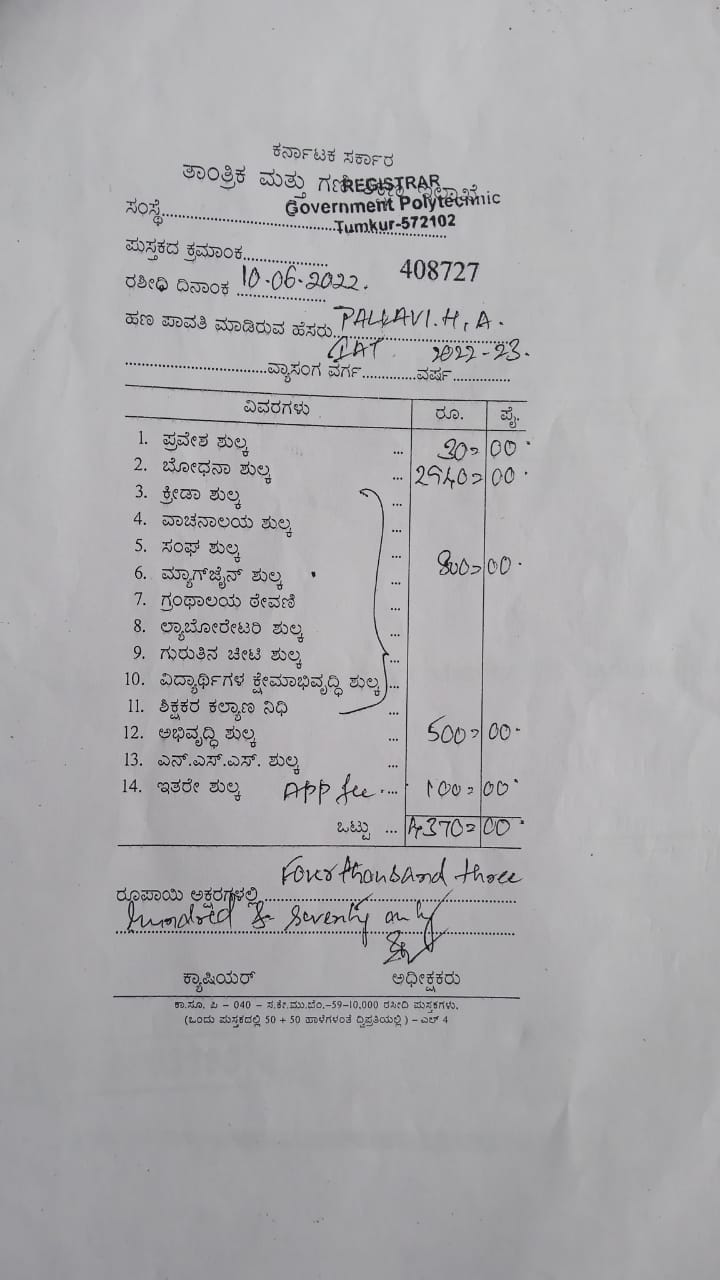 ಕರ್ನಾಟಕ ಸರ್ಕಾರ
ತಾಂತ್ರಿಕ ಮತ್ತು
REGISTRAR
Government Polytechnic
Tumkur-572102
ಸಂಸ್ಥೆ
ಪುಸ್ತಕದ ಕ್ರಮಾಂಕ
408727
ರಶೀಧಿ ದಿನಾಂಕ 10-06-2022.
ಹಣ ಪಾವತಿ ಮಾಡಿರುವ ಹೆಸರು PALLAVI.H.A.
2022-23.
ವ್ಯಾಸಂಗ ವರ್ಗ ವರ್ಷ
ವಿವರಗಳು ರೂ. ಪೈ.
1. ಪ್ರವೇಶ ಶುಲ್ಕ ... 30=00
2. ಬೋಧನಾ ಶುಲ್ಕ ... 2940=00
3. ಕ್ರೀಡಾ ಶುಲ್ಕ ...
4. ವಾಚನಾಲಯ ಶುಲ್ಕ ...
5. ಸಂಘ ಶುಲ್ಕ ...
6. ಮ್ಯಾಗ್‌ಜೈನ್ ಶುಲ್ಕ ... 800=00
7. ಗ್ರಂಥಾಲಯ ಠೇವಣಿ ...
8. ಲ್ಯಾಬೋರೇಟರಿ ಶುಲ್ಕ ...
9. ಗುರುತಿನ ಚೀಟಿ ಶುಲ್ಕ ...
10. ವಿದ್ಯಾರ್ಥಿಗಳ ಕ್ಷೇಮಾಭಿವೃದ್ಧಿ ಶುಲ್ಕ ...
11. ಶಿಕ್ಷಕರ ಕಲ್ಯಾಣ ನಿಧಿ ...
12. ಅಭಿವೃದ್ಧಿ ಶುಲ್ಕ ... 500=00
13. ಎನ್.ಎಸ್.ಎಸ್. ಶುಲ್ಕ ...
14. ಇತರೇ ಶುಲ್ಕ APP fee ... 100=00
ಒಟ್ಟು ... 4370=00
Four thousand three
ರೂಪಾಯಿ ಅಕ್ಷರಗಳಲ್ಲಿ
hundred & seventy only
ಕ್ಯಾಷಿಯರ್ ಅಧೀಕ್ಷಕರು
ಕಾ.ಸೂ. ಪಿ – 040 – ಸ.ಕೇ.ಮು.ಬೆಂ.–59–10,000 ರಸೀದಿ ಪುಸ್ತಕಗಳು.
(ಒಂದು ಪುಸ್ತಕದಲ್ಲಿ 50 + 50 ಹಾಳೆಗಳಂತೆ ದ್ವಿಪ್ರತಿಯಲ್ಲಿ) – ಎಲ್ 4